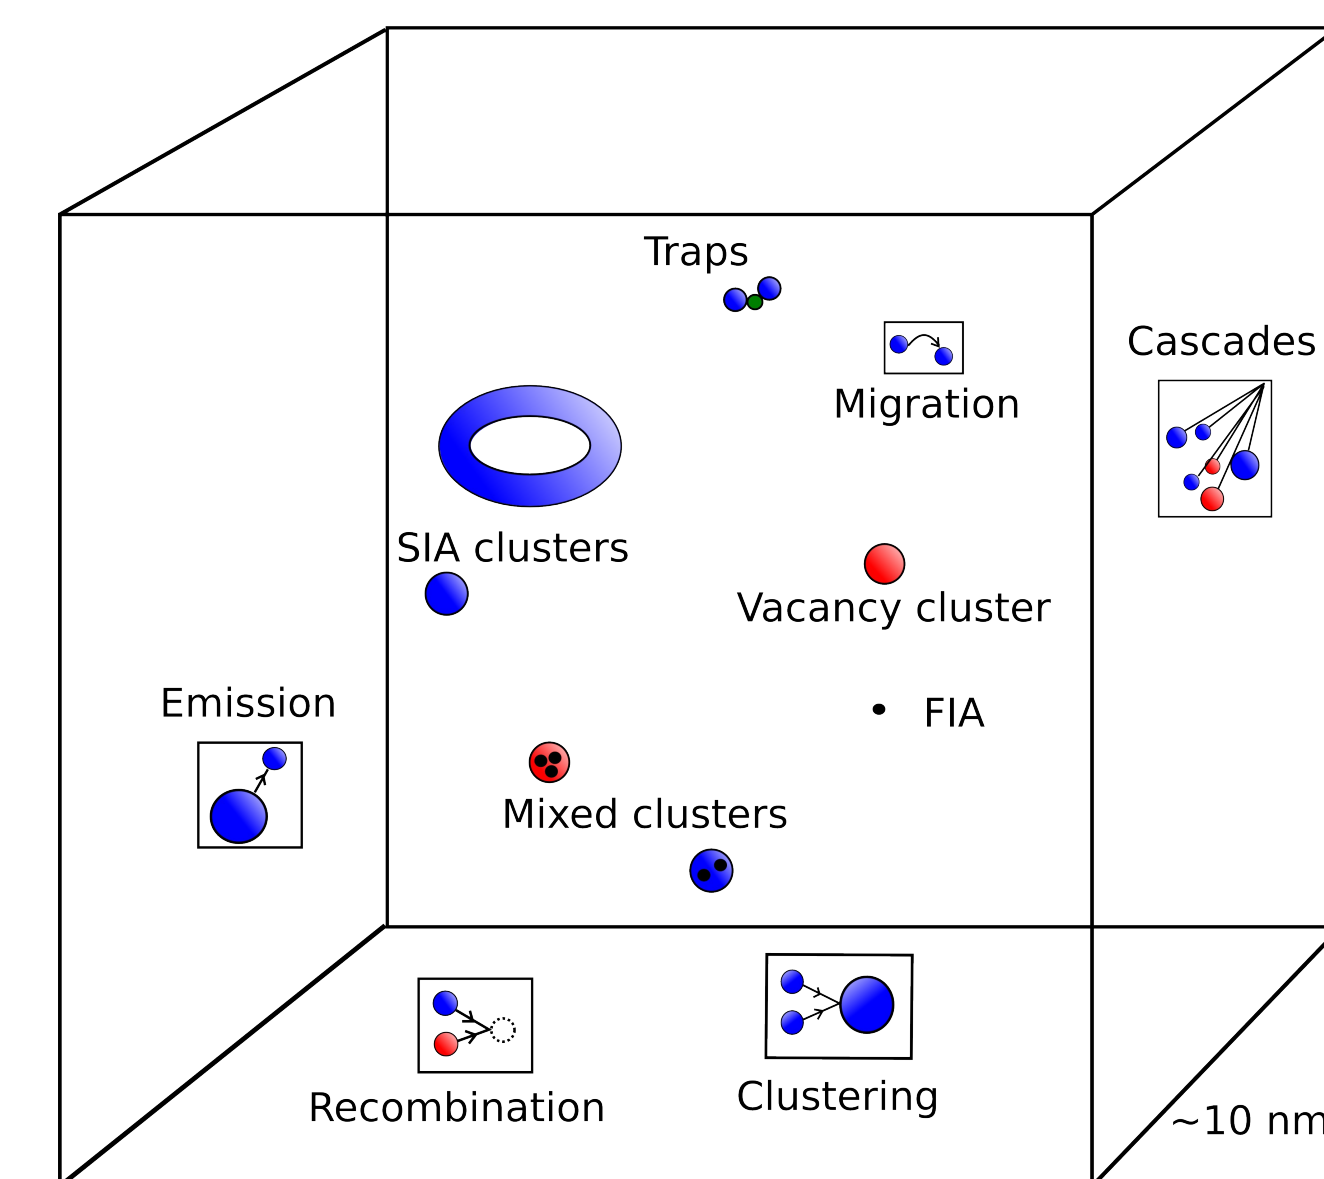 Traps
Cascades
Migration
SIA clusters
Vacancy cluster
Emission
FIA
Mixed clusters
Clustering
Recombination
~10 nm